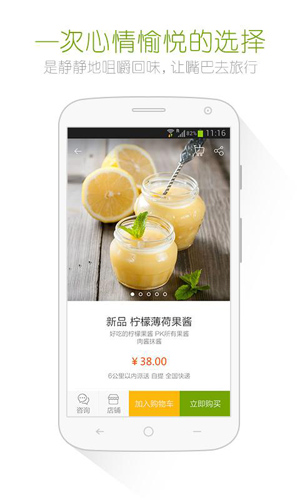 一次心情愉悦的选择
是静静地咀嚼回味，让嘴巴去旅行
82% 11:16
新品 柠檬薄荷果酱
好吃的柠檬果酱 PK所有果酱
肉酱扶酱
¥ 38.00
6公里以内派送 自提 全国快递
咨询 店铺 加入购物车 立即购买